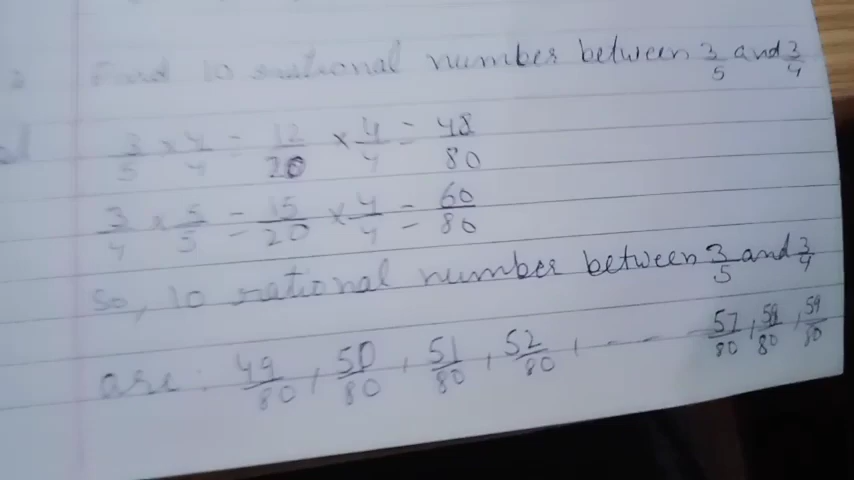 Find 10 rational number between 3/5 and 3/4
3/5 × 4/4 = 12/20 × 4/4 = 48/80
3/4 × 5/5 = 15/20 × 4/4 = 60/80
So, 10 rational number between 3/5 and 3/4
are: 49/80, 50/80, 51/80, 52/80, - - - 57/80, 58/80, 59/80